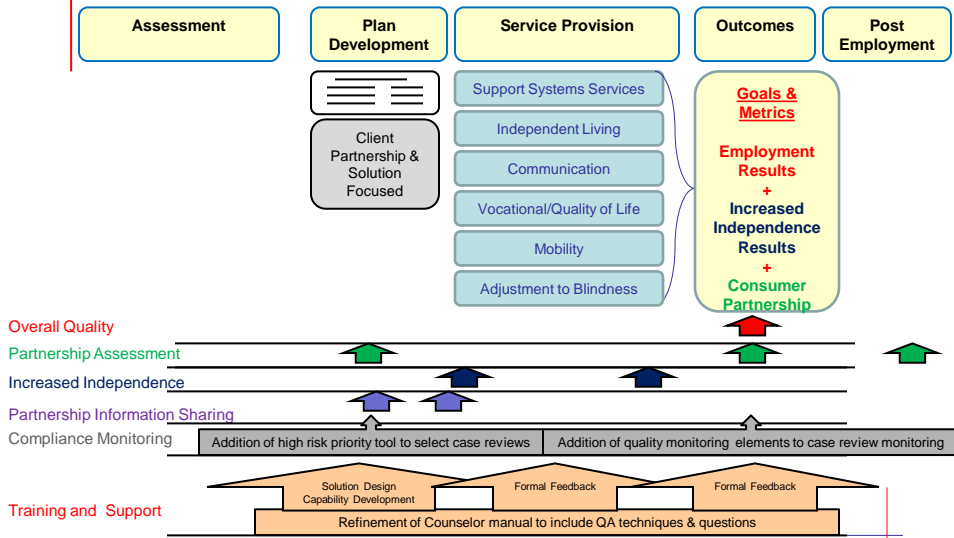 Assessment
Plan
Development
Service Provision
Outcomes
Post
Employment
Client
Partnership &
Solution
Focused
Support Systems Services
Independent Living
Communication
Vocational/Quality of Life
Mobility
Adjustment to Blindness
Goals &
Metrics
Employment
Results
+
Increased
Independence
Results
+
Consumer
Partnership
Overall Quality
Partnership Assessment
Increased Independence
Partnership Information Sharing
Compliance Monitoring
Addition of high risk priority tool to select case reviews
Addition of quality monitoring elements to case review monitoring
Solution Design
Capability Development
Formal Feedback
Formal Feedback
Training and Support
Refinement of Counselor manual to include QA techniques & questions